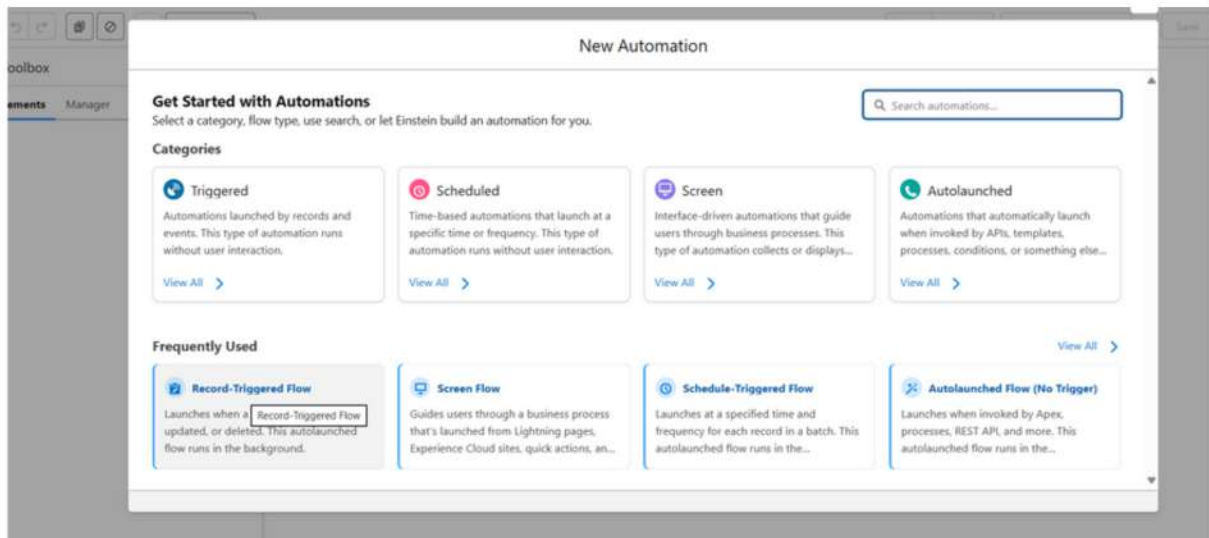 New Automation
Save
oolbox
ements Manager
Get Started with Automations
Search automations...
Select a category, flow type, use search, or let Einstein build an automation for you.
Categories
Triggered
Automations launched by records and
events. This type of automation runs
without user interaction.
View All
Scheduled
Time-based automations that launch at a
specific time or frequency. This type of
automation runs without user interaction.
View All
Screen
Interface-driven automations that guide
users through business processes. This
type of automation collects or displays...
View All
Autolaunched
Automations that automatically launch
when invoked by APIs, templates,
processes, conditions, or something else...
View All
Frequently Used
View All
Record-Triggered Flow
Launches when a
Record-Triggered Flow
updated, or deleted. This autolaunched
flow runs in the background.
Screen Flow
Guides users through a business process
that's launched from Lightning pages,
Experience Cloud sites, quick actions, an...
Schedule-Triggered Flow
Launches at a specified time and
frequency for each record in a batch. This
autolaunched flow runs in the...
Autolaunched Flow (No Trigger)
Launches when invoked by Apex,
processes, REST API, and more. This
autolaunched flow runs in the...